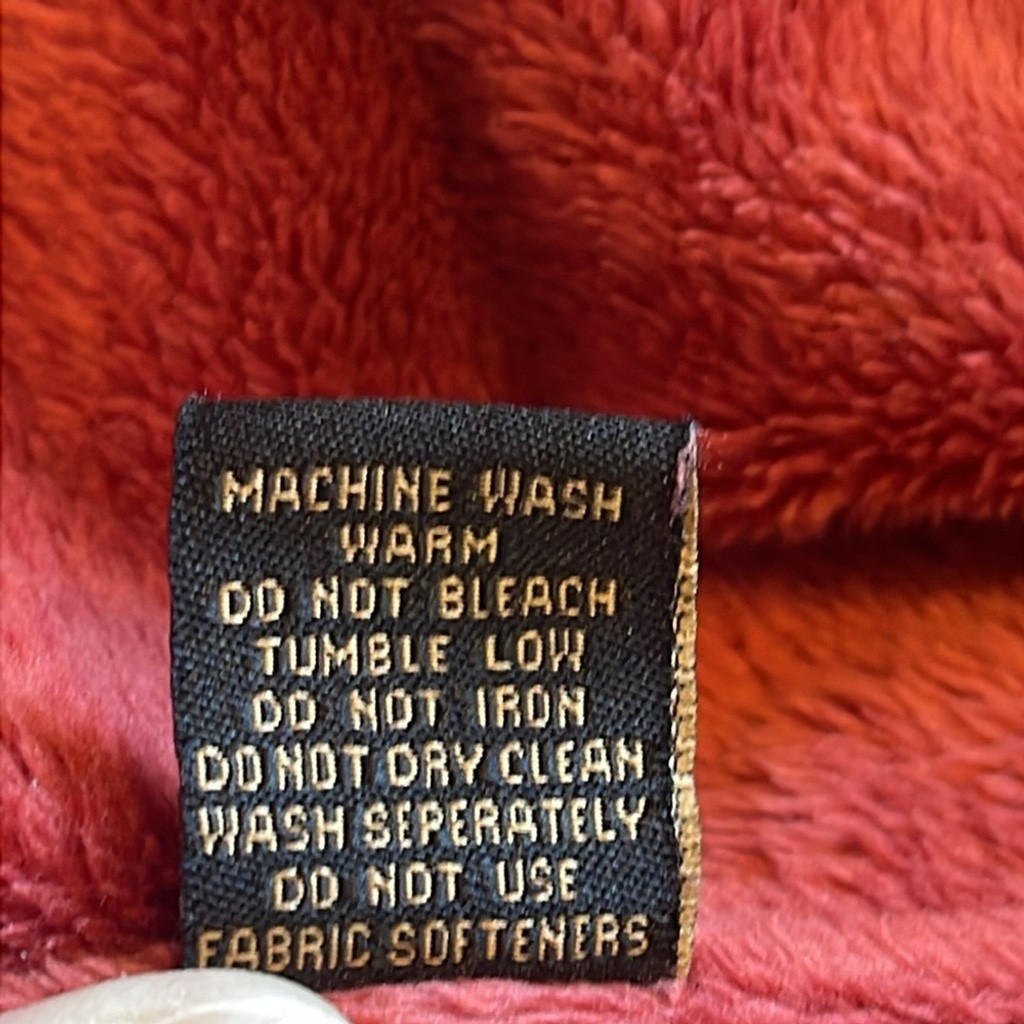 MACHINE WASH
WARM
DO NOT BLEACH
TUMBLE LOW
DO NOT IRON
DO NOT DRY CLEAN
WASH SEPERATELY
DO NOT USE
FABRIC SOFTENERS